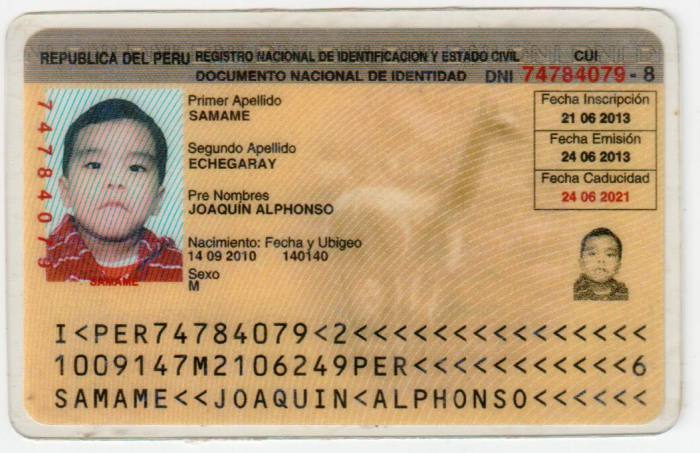 REPUBLICA DEL PERU REGISTRO NACIONAL DE IDENTIFICACION Y ESTADO CIVIL CUI
DOCUMENTO NACIONAL DE IDENTIDAD DNI 74784079 - 8
74784079
Primer Apellido
SAMAME
Segundo Apellido
ECHEGARAY
Pre Nombres
JOAQUÍN ALPHONSO
Nacimiento: Fecha y Ubigeo
14 09 2010 140140
Sexo
M
SAMAME
Fecha Inscripción
21 06 2013
Fecha Emisión
24 06 2013
Fecha Caducidad
24 06 2021
I<PER74784079<2<<<<<<<<<<<<<<<
1009147M2106249PER<<<<<<<<<<<6
SAMAME<<JOAQUIN<ALPHONSO<<<<<<